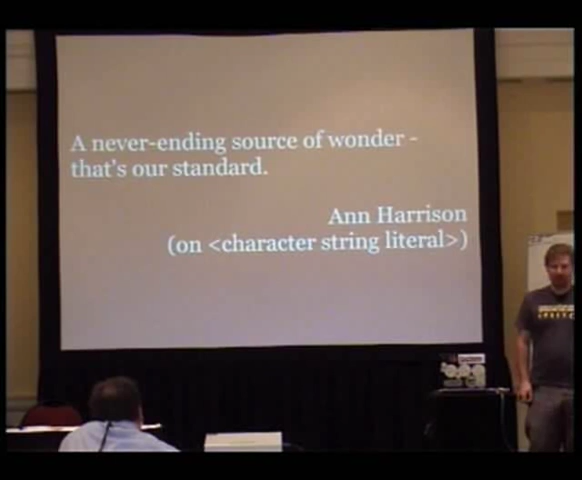 A never-ending source of wonder -
that's our standard.
Ann Harrison
(on <character string literal>)